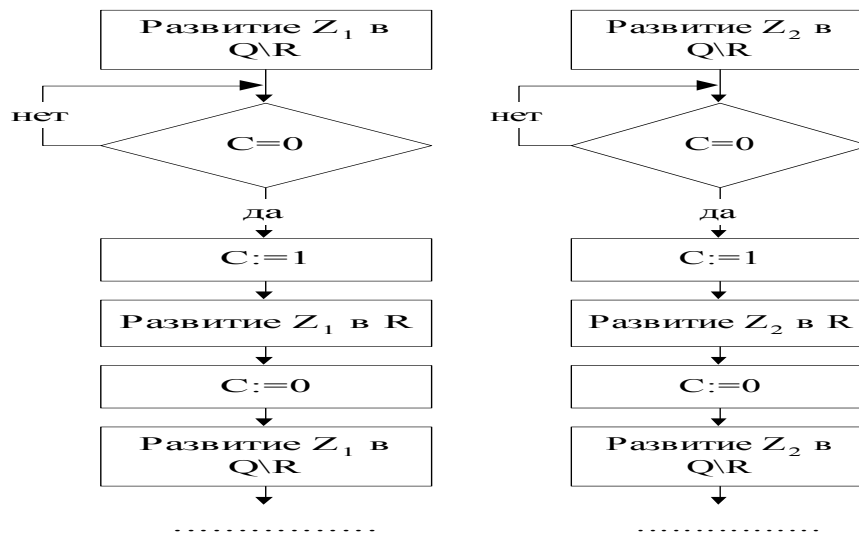 Развитие Z₁ в
Q\R
нет
C=0
да
C:=1
Развитие Z₁ в R
C:=0
Развитие Z₁ в
Q\R
................
Развитие Z₂ в
Q\R
нет
C=0
да
C:=1
Развитие Z₂ в R
C:=0
Развитие Z₂ в
Q\R
................